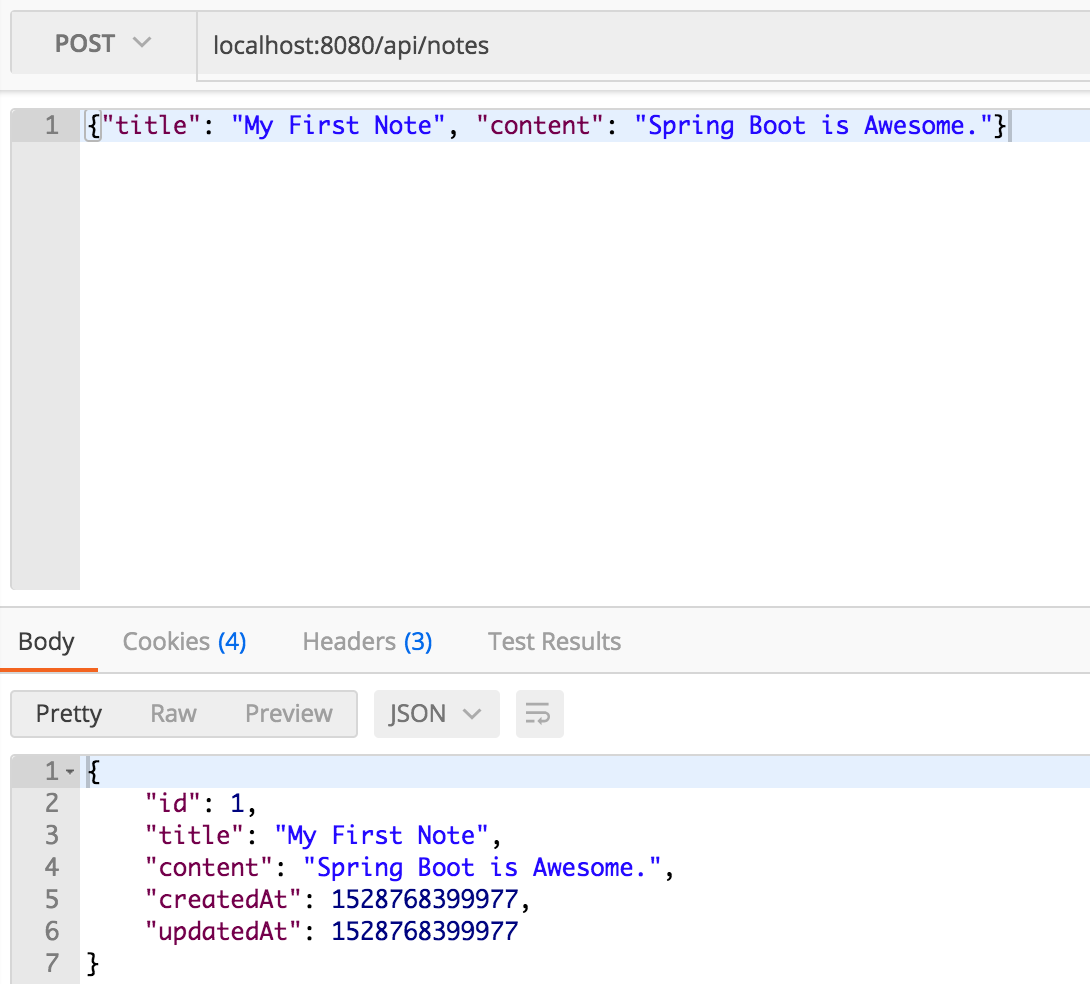 POST localhost:8080/api/notes
1 {"title": "My First Note", "content": "Spring Boot is Awesome."}
Body Cookies (4) Headers (3) Test Results
Pretty Raw Preview JSON
1 {
2 "id": 1,
3 "title": "My First Note",
4 "content": "Spring Boot is Awesome.",
5 "createdAt": 1528768399977,
6 "updatedAt": 1528768399977
7 }